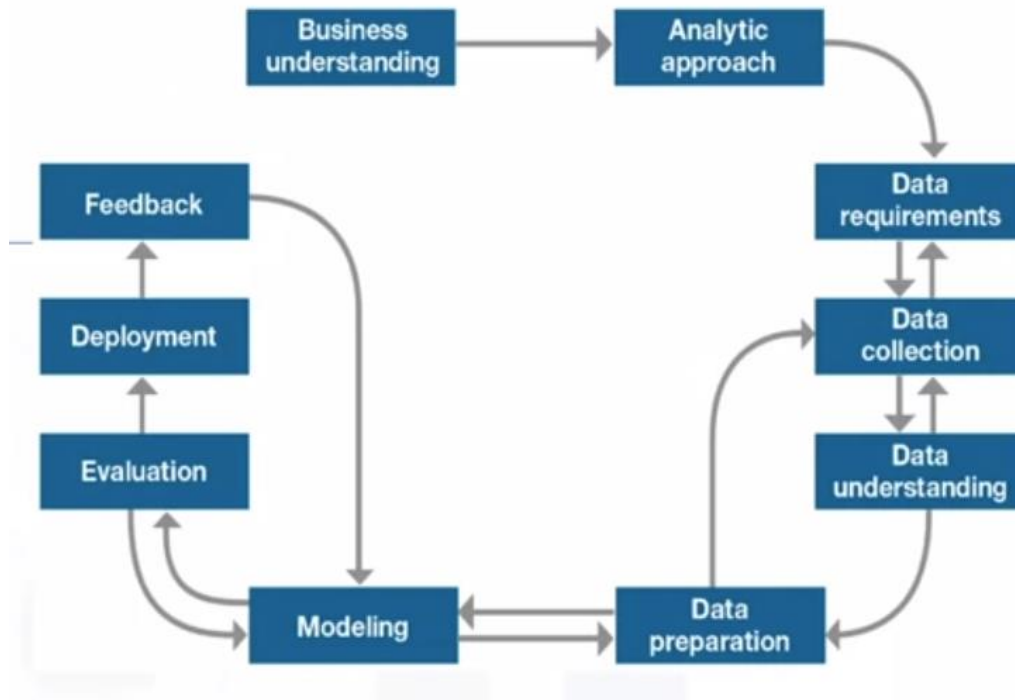 Business
understanding
Analytic
approach
Data
requirements
Feedback
Deployment
Data
collection
Evaluation
Data
understanding
Modeling
Data
preparation